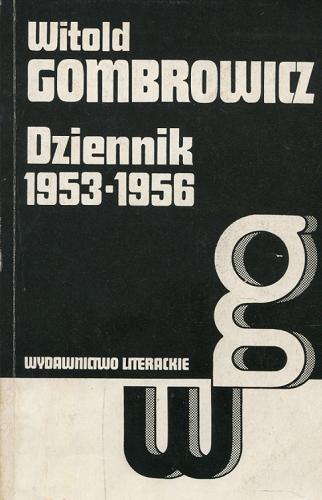 Witold
GOMBROWICZ
Dziennik
1953·1956
g
WYDAWNICTWO LITERACKIE
w